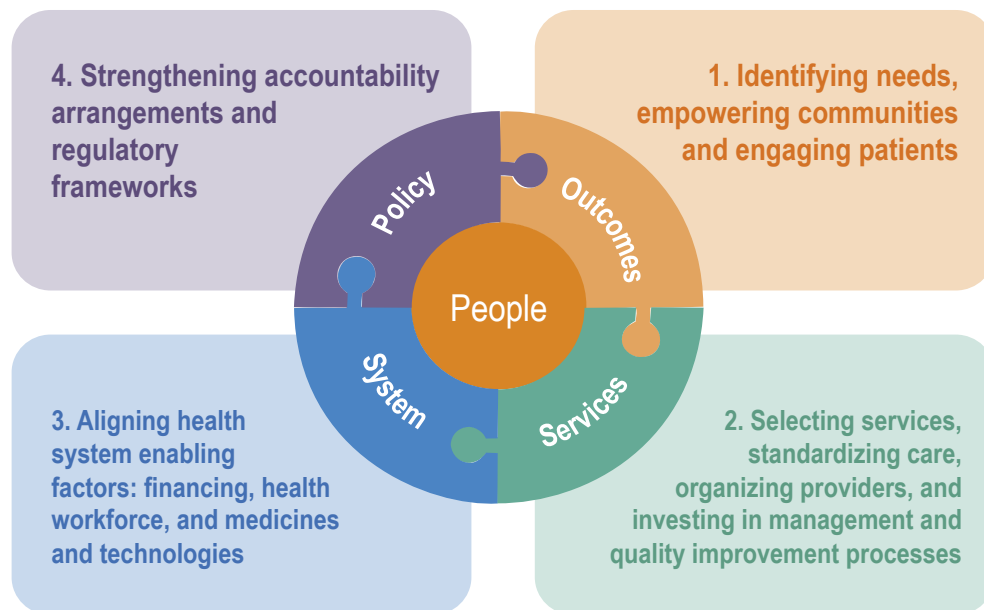 4. Strengthening accountability
arrangements and
regulatory
frameworks
1. Identifying needs,
empowering communities
and engaging patients
Policy
Outcomes
People
System
Services
3. Aligning health
system enabling
factors: financing, health
workforce, and medicines
and technologies
2. Selecting services,
standardizing care,
organizing providers, and
investing in management and
quality improvement processes